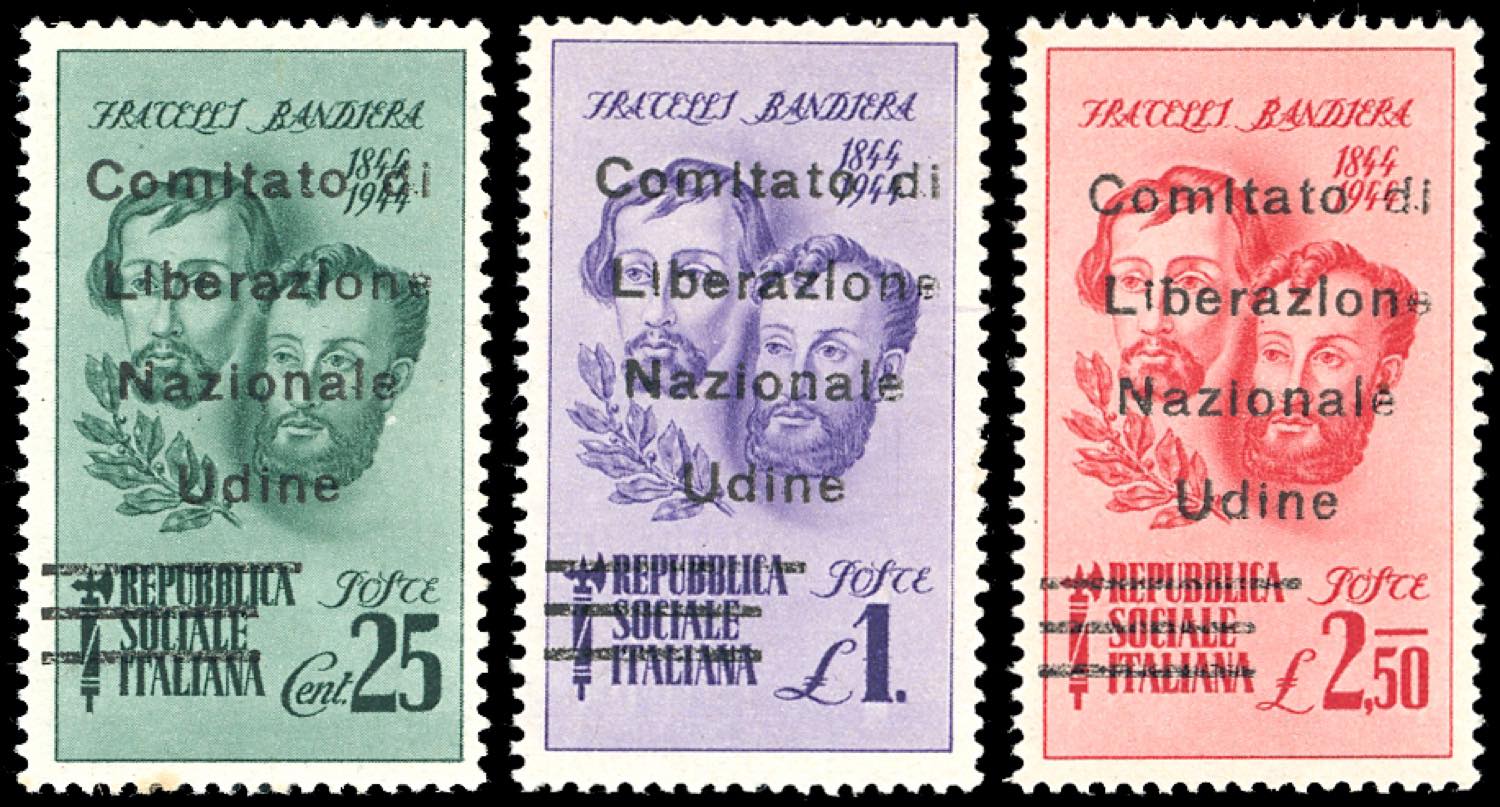 FRATELLI BANDIERA
1844
1944
Comitato di
Liberazione
Nazionale
Udine
REPUBBLICA
SOCIALE
ITALIANA
POSTE
Cent. 25
FRATELLI BANDIERA
1844
1944
Comitato di
Liberazione
Nazionale
Udine
REPUBBLICA
SOCIALE
ITALIANA
POSTE
£ 1.
FRATELLI BANDIERA
1844
1944
Comitato di
Liberazione
Nazionale
Udine
REPUBBLICA
SOCIALE
ITALIANA
POSTE
£ 2,50